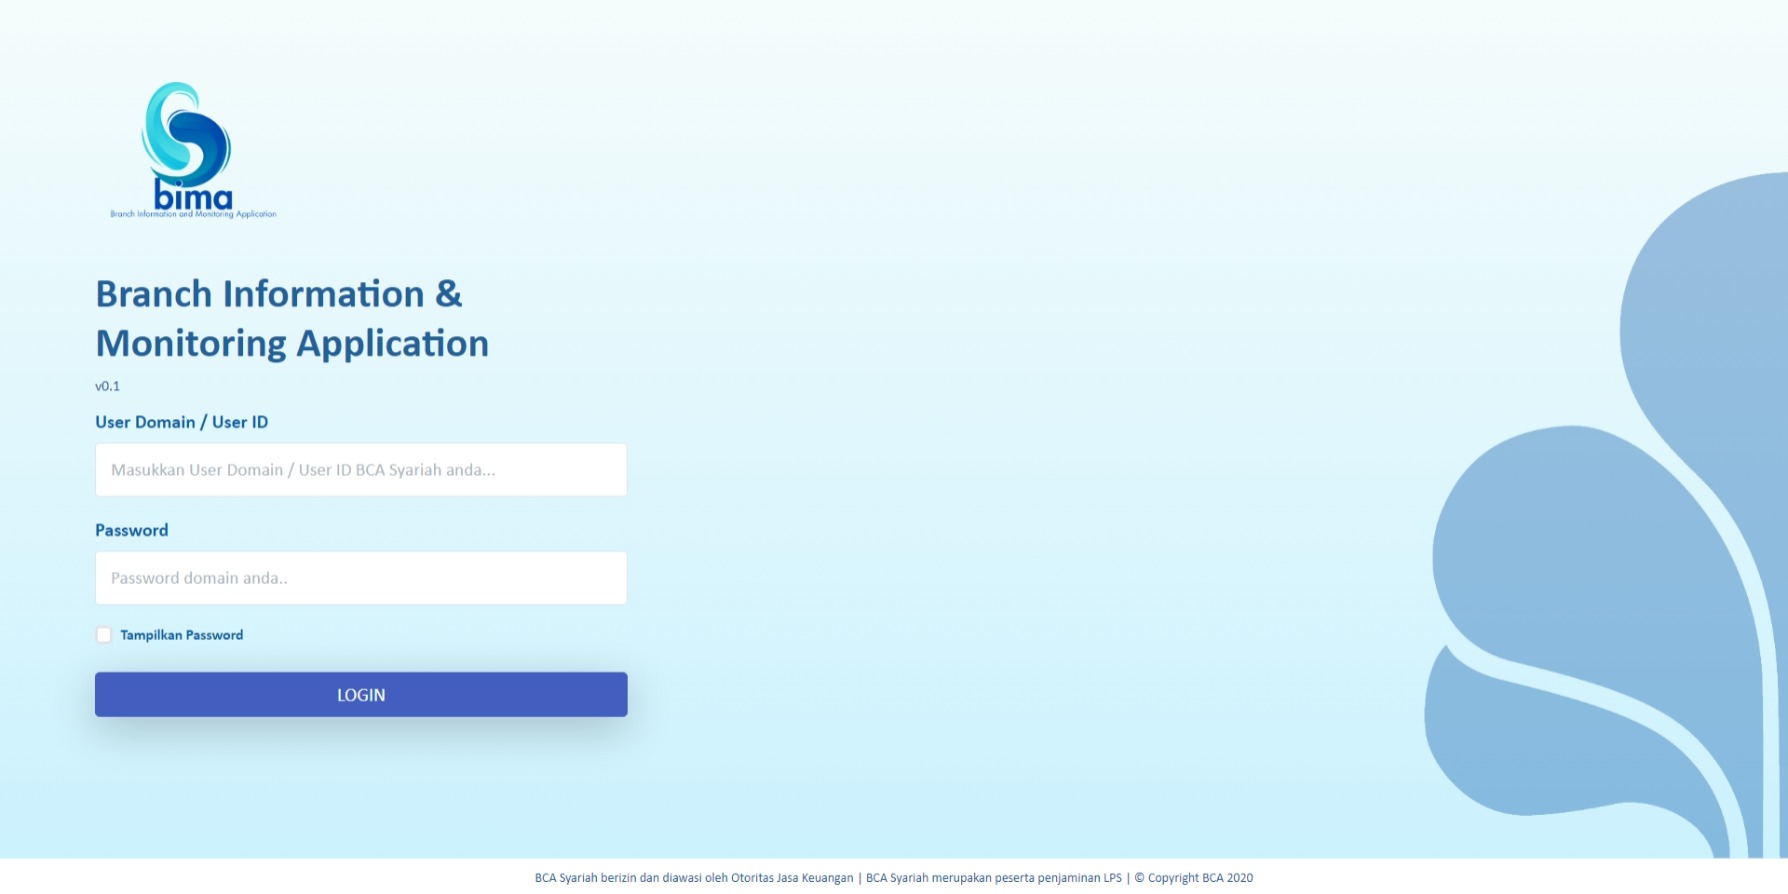 bima
Branch Information and Monitoring Application
Branch Information &
Monitoring Application
v0.1
User Domain / User ID
Masukkan User Domain / User ID BCA Syariah anda...
Password
Password domain anda..
Tampilkan Password
LOGIN
BCA Syariah berizin dan diawasi oleh Otoritas Jasa Keuangan | BCA Syariah merupakan peserta penjaminan LPS | © Copyright BCA 2020